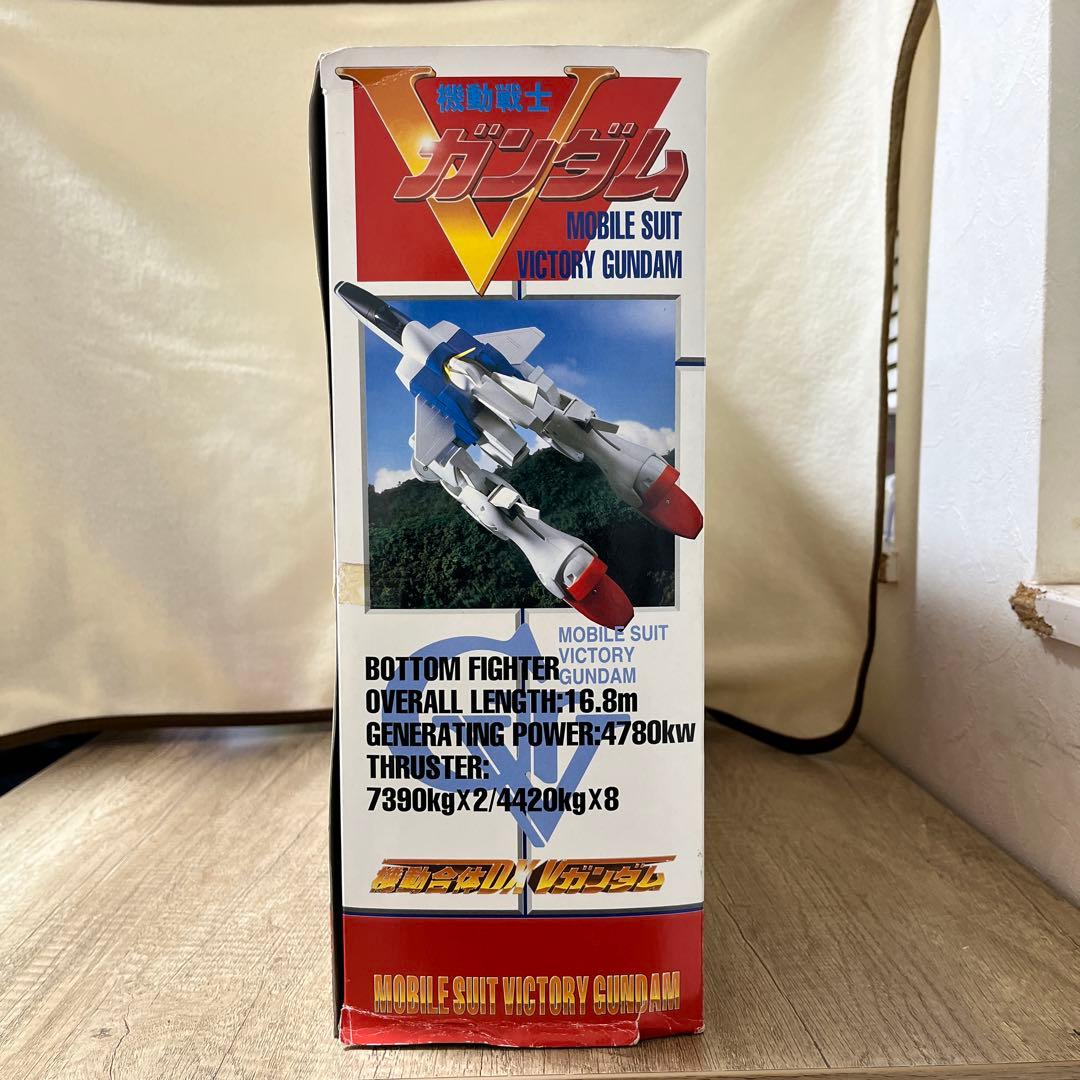 V
機動戦士
ガンダム
MOBILE SUIT
VICTORY GUNDAM
MOBILE SUIT
VICTORY
GUNDAM
BOTTOM FIGHTER
OVERALL LENGTH:16.8m
GENERATING POWER:4780kw
THRUSTER:
7390kgX2/4420kgX8
機動合体DX Vガンダム
MOBILE SUIT VICTORY GUNDAM